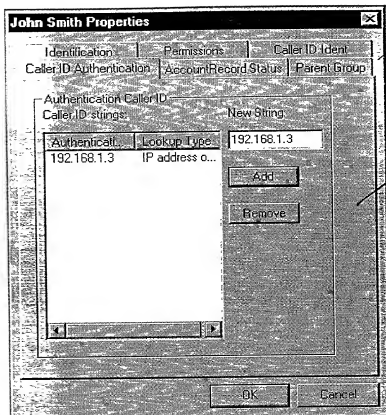 John Smith Properties
Identification Permissions Caller ID Ident
Caller ID Authentication AccountRecord Status Parent Group
Authentication Caller ID
Caller ID strings: New String:
Authenticati... Lookup Type
192.168.1.3
192.168.1.3 IP address o...
Add
Remove
OK Cancel